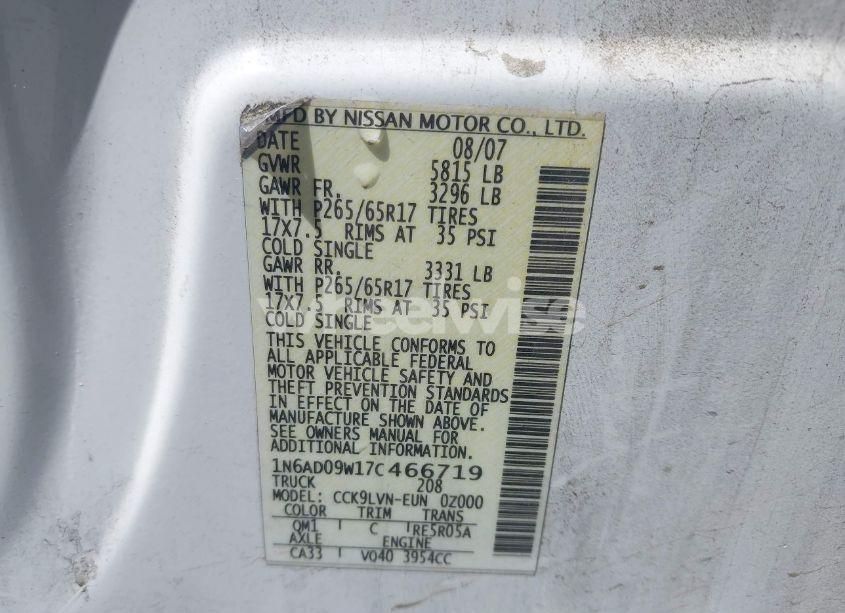 MFD BY NISSAN MOTOR CO., LTD.
DATE 08/07
GVWR 5815 LB
GAWR FR. 3296 LB
WITH P265/65R17 TIRES
17X7.5 RIMS AT 35 PSI
COLD SINGLE
GAWR RR. 3331 LB
WITH P265/65R17 TIRES
17X7.5 RIMS AT 35 PSI
COLD SINGLE
wheelwise
THIS VEHICLE CONFORMS TO
ALL APPLICABLE FEDERAL
MOTOR VEHICLE SAFETY AND
THEFT PREVENTION STANDARDS
IN EFFECT ON THE DATE OF
MANUFACTURE SHOWN ABOVE.
SEE OWNERS MANUAL FOR
ADDITIONAL INFORMATION.
1N6AD09W17C466719
TRUCK 208
MODEL: CCK9LVN-EUN 0Z000
COLOR TRIM TRANS
QM1 C RE5R05A
AXLE ENGINE
CA33 VQ40 3954CC